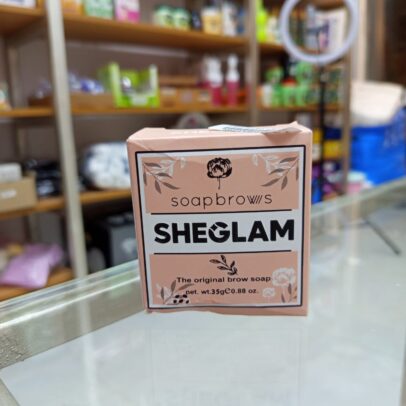 soapbrows
SHEGLAM
The original brow soap
net. wt.35g℮0.88 oz.